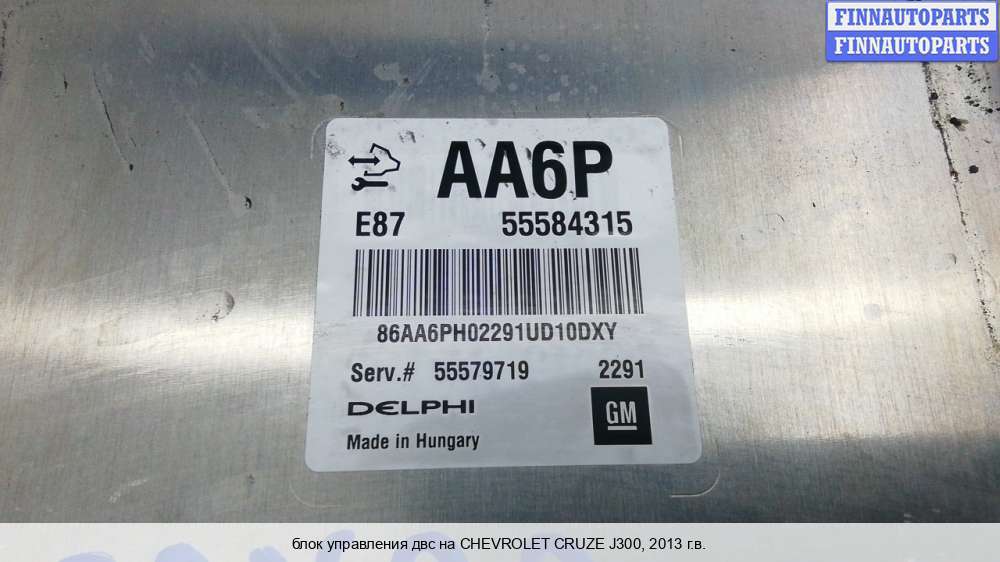 FINNAUTOPARTS
FINNAUTOPARTS
AA6P
E87 55584315
86AA6PH02291UD10DXY
Serv.# 55579719 2291
DELPHI GM
Made in Hungary
блок управления двс на CHEVROLET CRUZE J300, 2013 г.в.